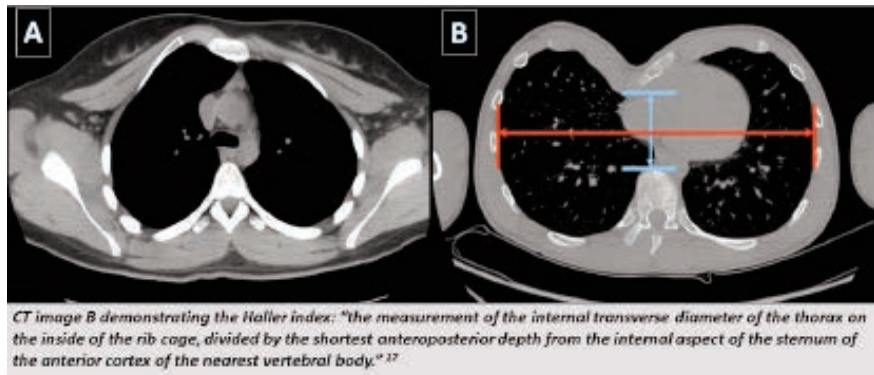 A
B
CT image B demonstrating the Haller index: "the measurement of the internal transverse diameter of the thorax on
the inside of the rib cage, divided by the shortest anteroposterior depth from the internal aspect of the sternum of
the anterior cortex of the nearest vertebral body." 17